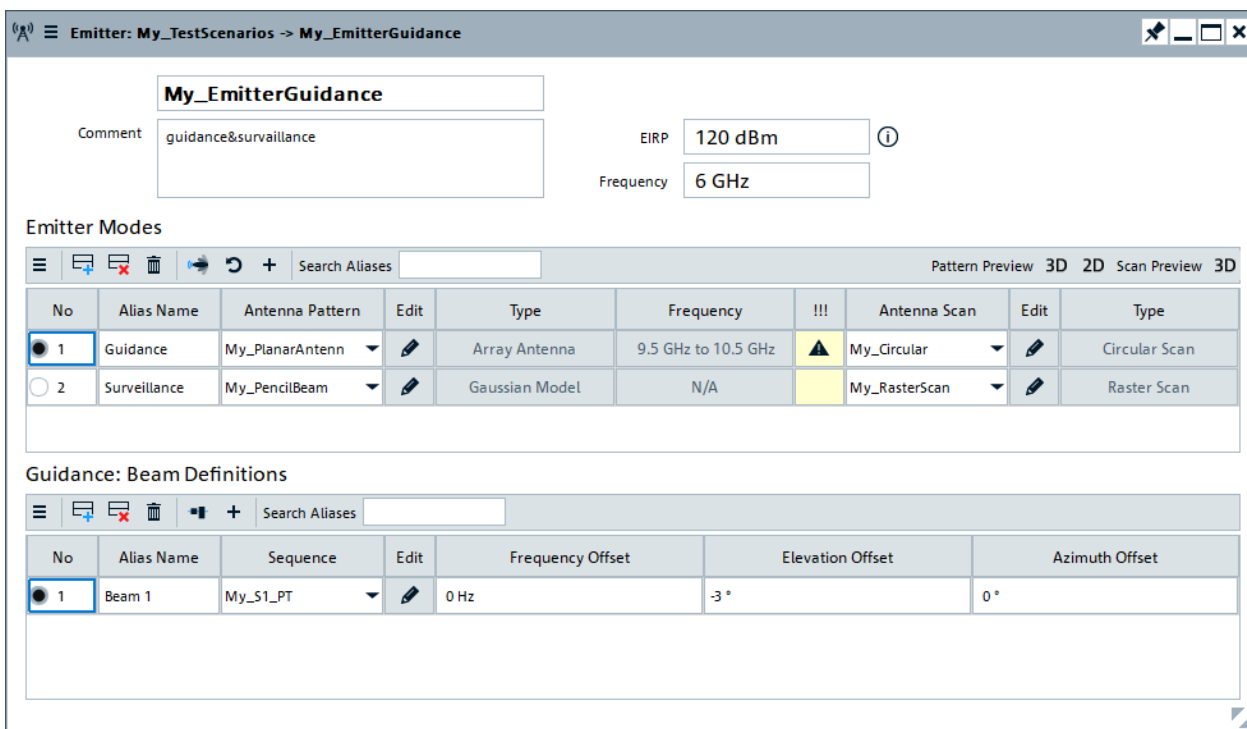 Emitter: My_TestScenarios -> My_EmitterGuidance
My_EmitterGuidance
Comment guidance&survaillance EIRP 120 dBm
Frequency 6 GHz
Emitter Modes
Search Aliases Pattern Preview 3D 2D Scan Preview 3D
No Alias Name Antenna Pattern Edit Type Frequency !!! Antenna Scan Edit Type
1 Guidance My_PlanarAntenn Array Antenna 9.5 GHz to 10.5 GHz My_Circular Circular Scan
2 Surveillance My_PencilBeam Gaussian Model N/A My_RasterScan Raster Scan
Guidance: Beam Definitions
Search Aliases
No Alias Name Sequence Edit Frequency Offset Elevation Offset Azimuth Offset
1 Beam 1 My_S1_PT 0 Hz -3 ° 0 °